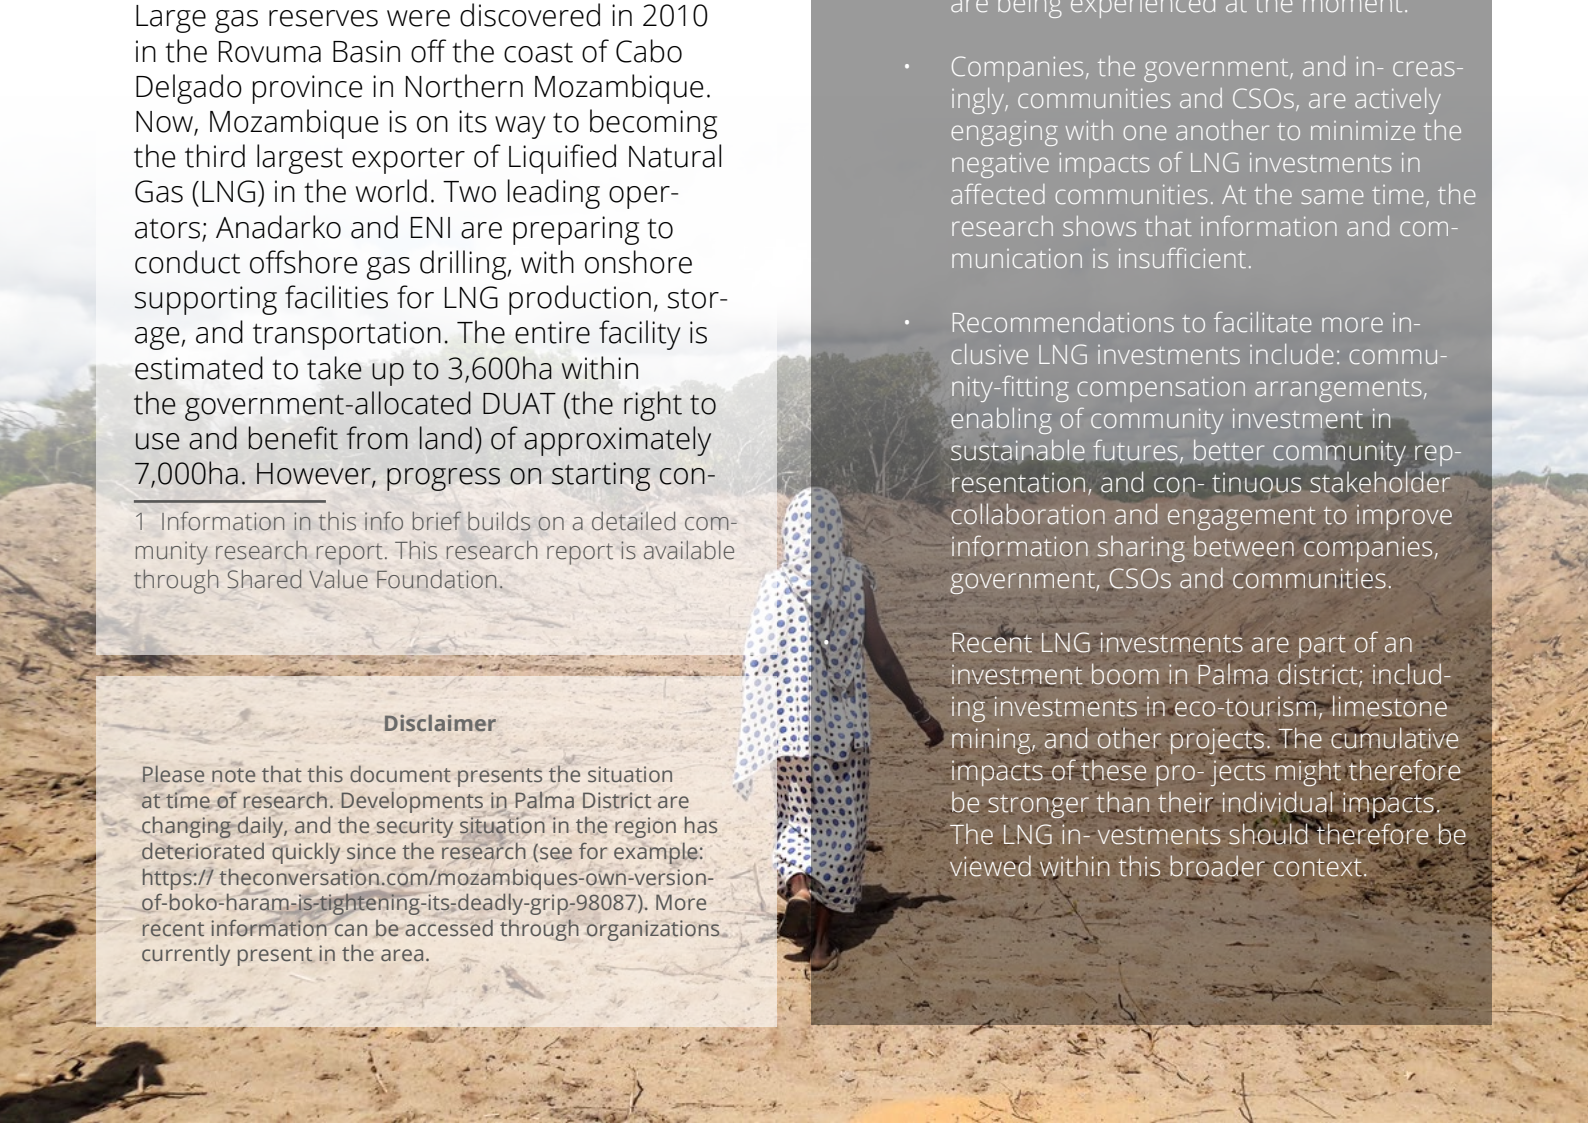 Large gas reserves were discovered in 2010
in the Rovuma Basin off the coast of Cabo
Delgado province in Northern Mozambique.
Now, Mozambique is on its way to becoming
the third largest exporter of Liquified Natural
Gas (LNG) in the world. Two leading oper-
ators; Anadarko and ENI are preparing to
conduct offshore gas drilling, with onshore
supporting facilities for LNG production, stor-
age, and transportation. The entire facility is
estimated to take up to 3,600ha within
the government-allocated DUAT (the right to
use and benefit from land) of approximately
7,000ha. However, progress on starting con-
1 Information in this info brief builds on a detailed com-
munity research report. This research report is available
through Shared Value Foundation.
Disclaimer
Please note that this document presents the situation
at time of research. Developments in Palma District are
changing daily, and the security situation in the region has
deteriorated quickly since the research (see for example:
https:// theconversation.com/mozambiques-own-version-
of-boko-haram-is-tightening-its-deadly-grip-98087). More
recent information can be accessed through organizations
currently present in the area.
are being experienced at the moment.
• Companies, the government, and in- creas-
ingly, communities and CSOs, are actively
engaging with one another to minimize the
negative impacts of LNG investments in
affected communities. At the same time, the
research shows that information and com-
munication is insufficient.
• Recommendations to facilitate more in-
clusive LNG investments include: commu-
nity-fitting compensation arrangements,
enabling of community investment in
sustainable futures, better community rep-
resentation, and con- tinuous stakeholder
collaboration and engagement to improve
information sharing between companies,
government, CSOs and communities.
• Recent LNG investments are part of an
investment boom in Palma district; includ-
ing investments in eco-tourism, limestone
mining, and other projects. The cumulative
impacts of these pro- jects might therefore
be stronger than their individual impacts.
The LNG in- vestments should therefore be
viewed within this broader context.